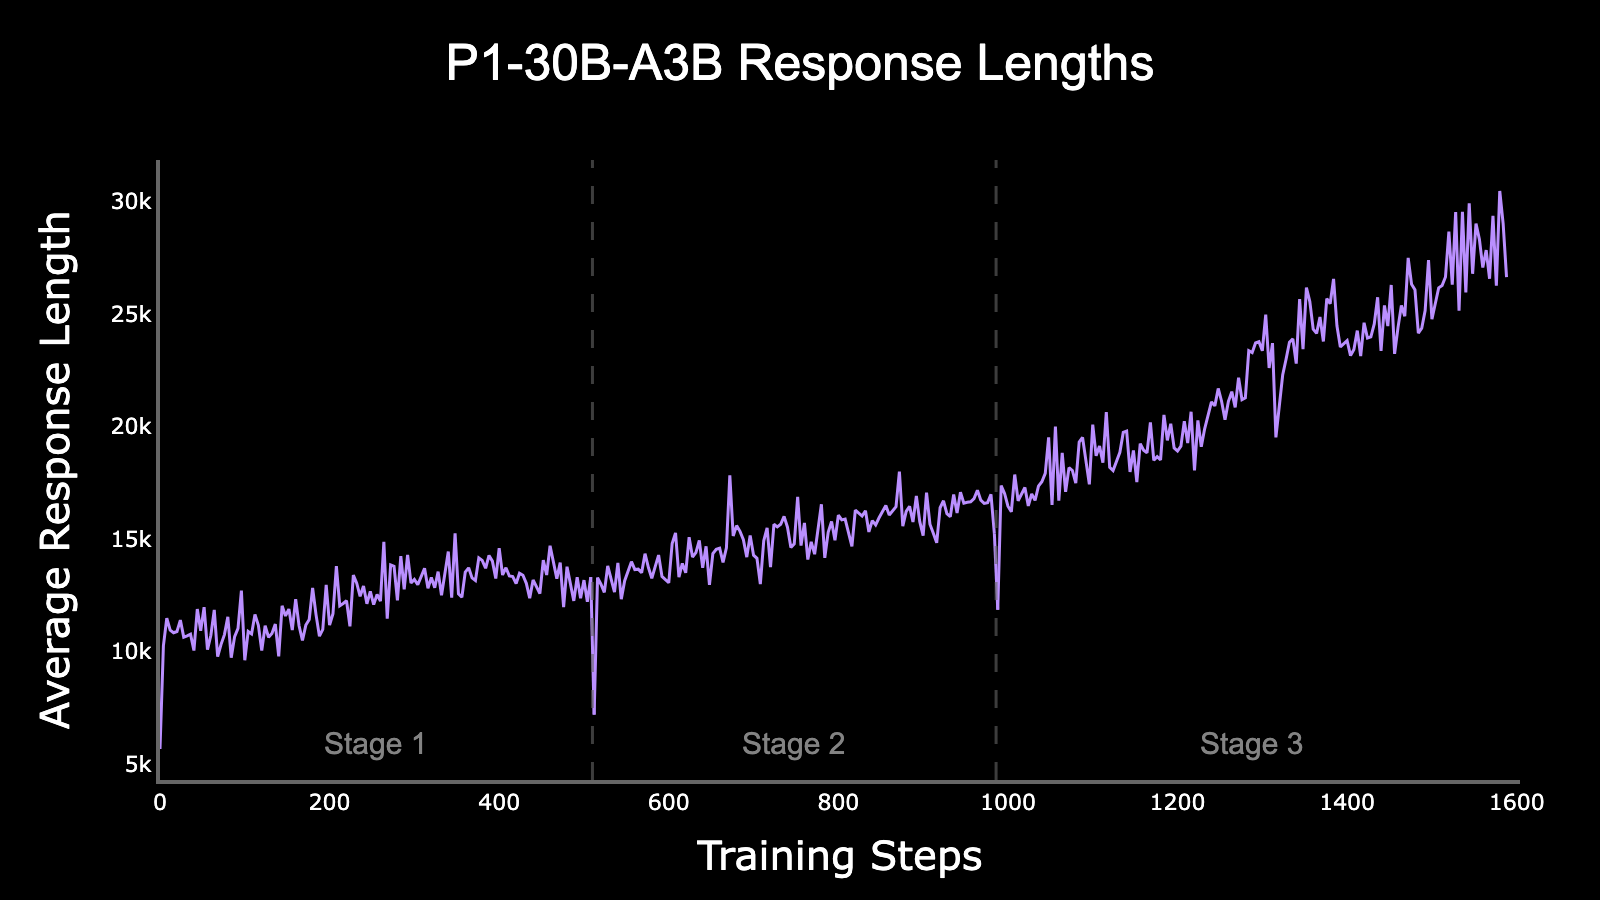 P1-30B-A3B Response Lengths
Average Response Length
30k
25k
20k
15k
10k
5k
Stage 1
Stage 2
Stage 3
0
200
400
600
800
1000
1200
1400
1600
Training Steps